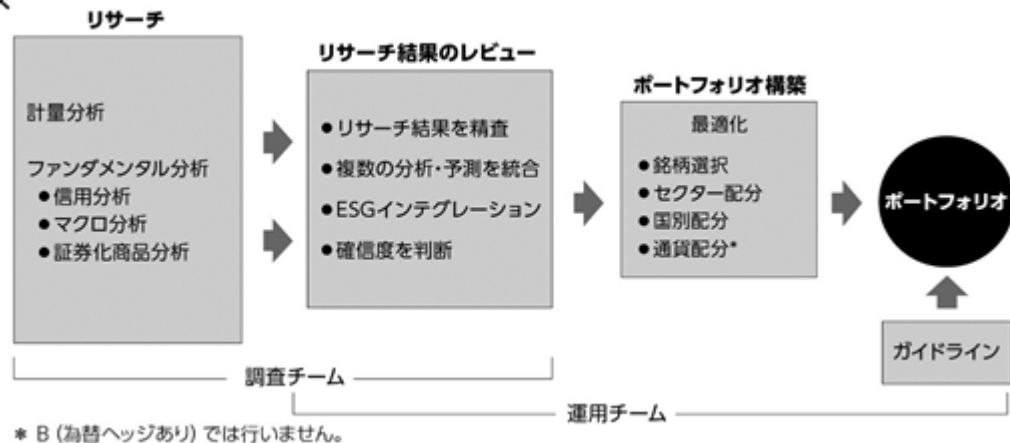 リサーチ
計量分析
ファンダメンタル分析
●信用分析
●マクロ分析
●証券化商品分析
リサーチ結果のレビュー
●リサーチ結果を精査
●複数の分析・予測を統合
●ESGインテグレーション
●確信度を判断
ポートフォリオ構築
最適化
●銘柄選択
●セクター配分
●国別配分
●通貨配分*
ポートフォリオ
ガイドライン
調査チーム
運用チーム
* B（為替ヘッジあり）では行いません。